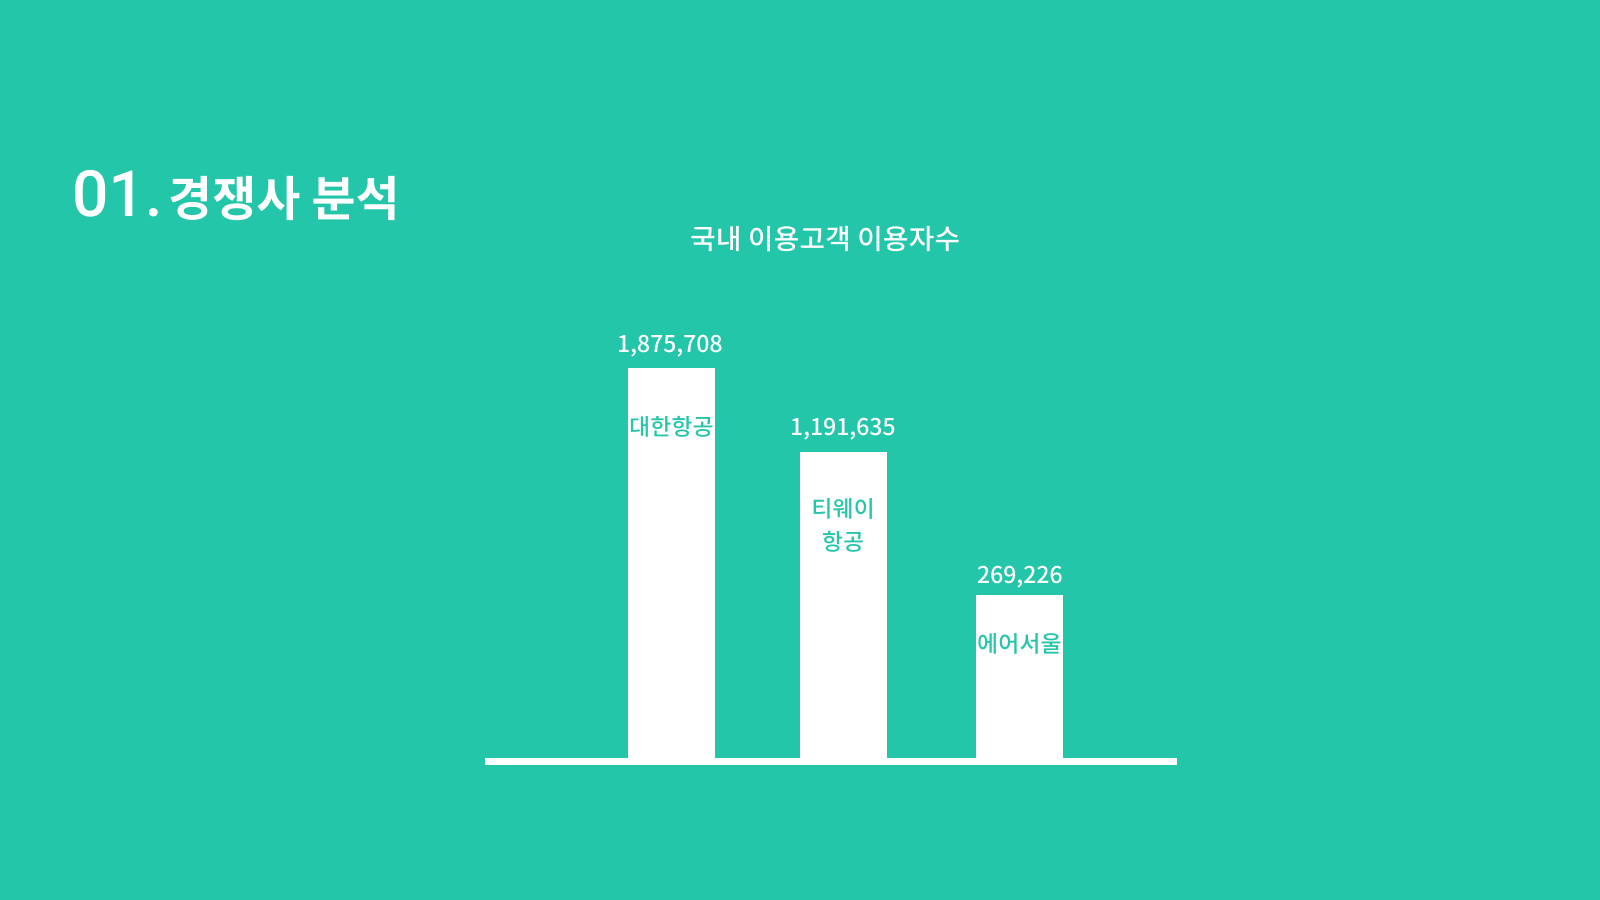 01. 경쟁사 분석
국내 이용고객 이용자수
1,875,708
대한항공
1,191,635
티웨이
항공
269,226
에어서울